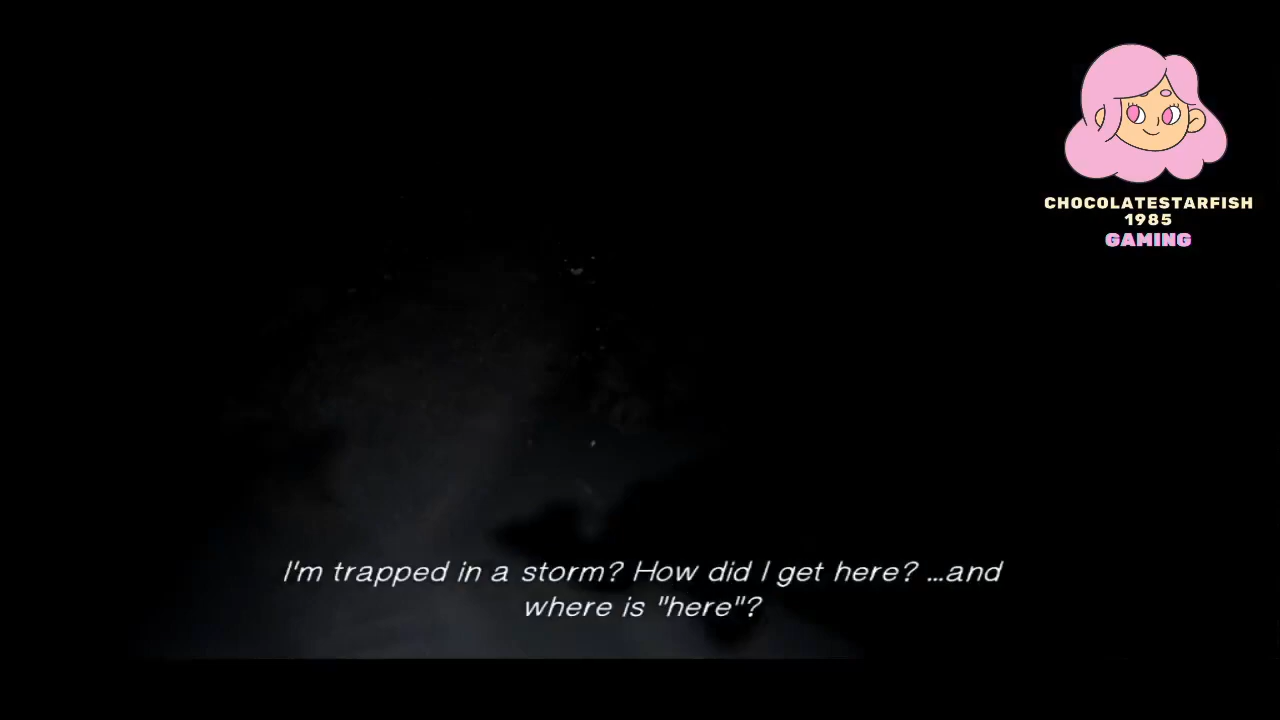 CHOCOLATESTARFISH
1985
GAMING
I'm trapped in a storm? How did I get here? ...and
where is "here"?